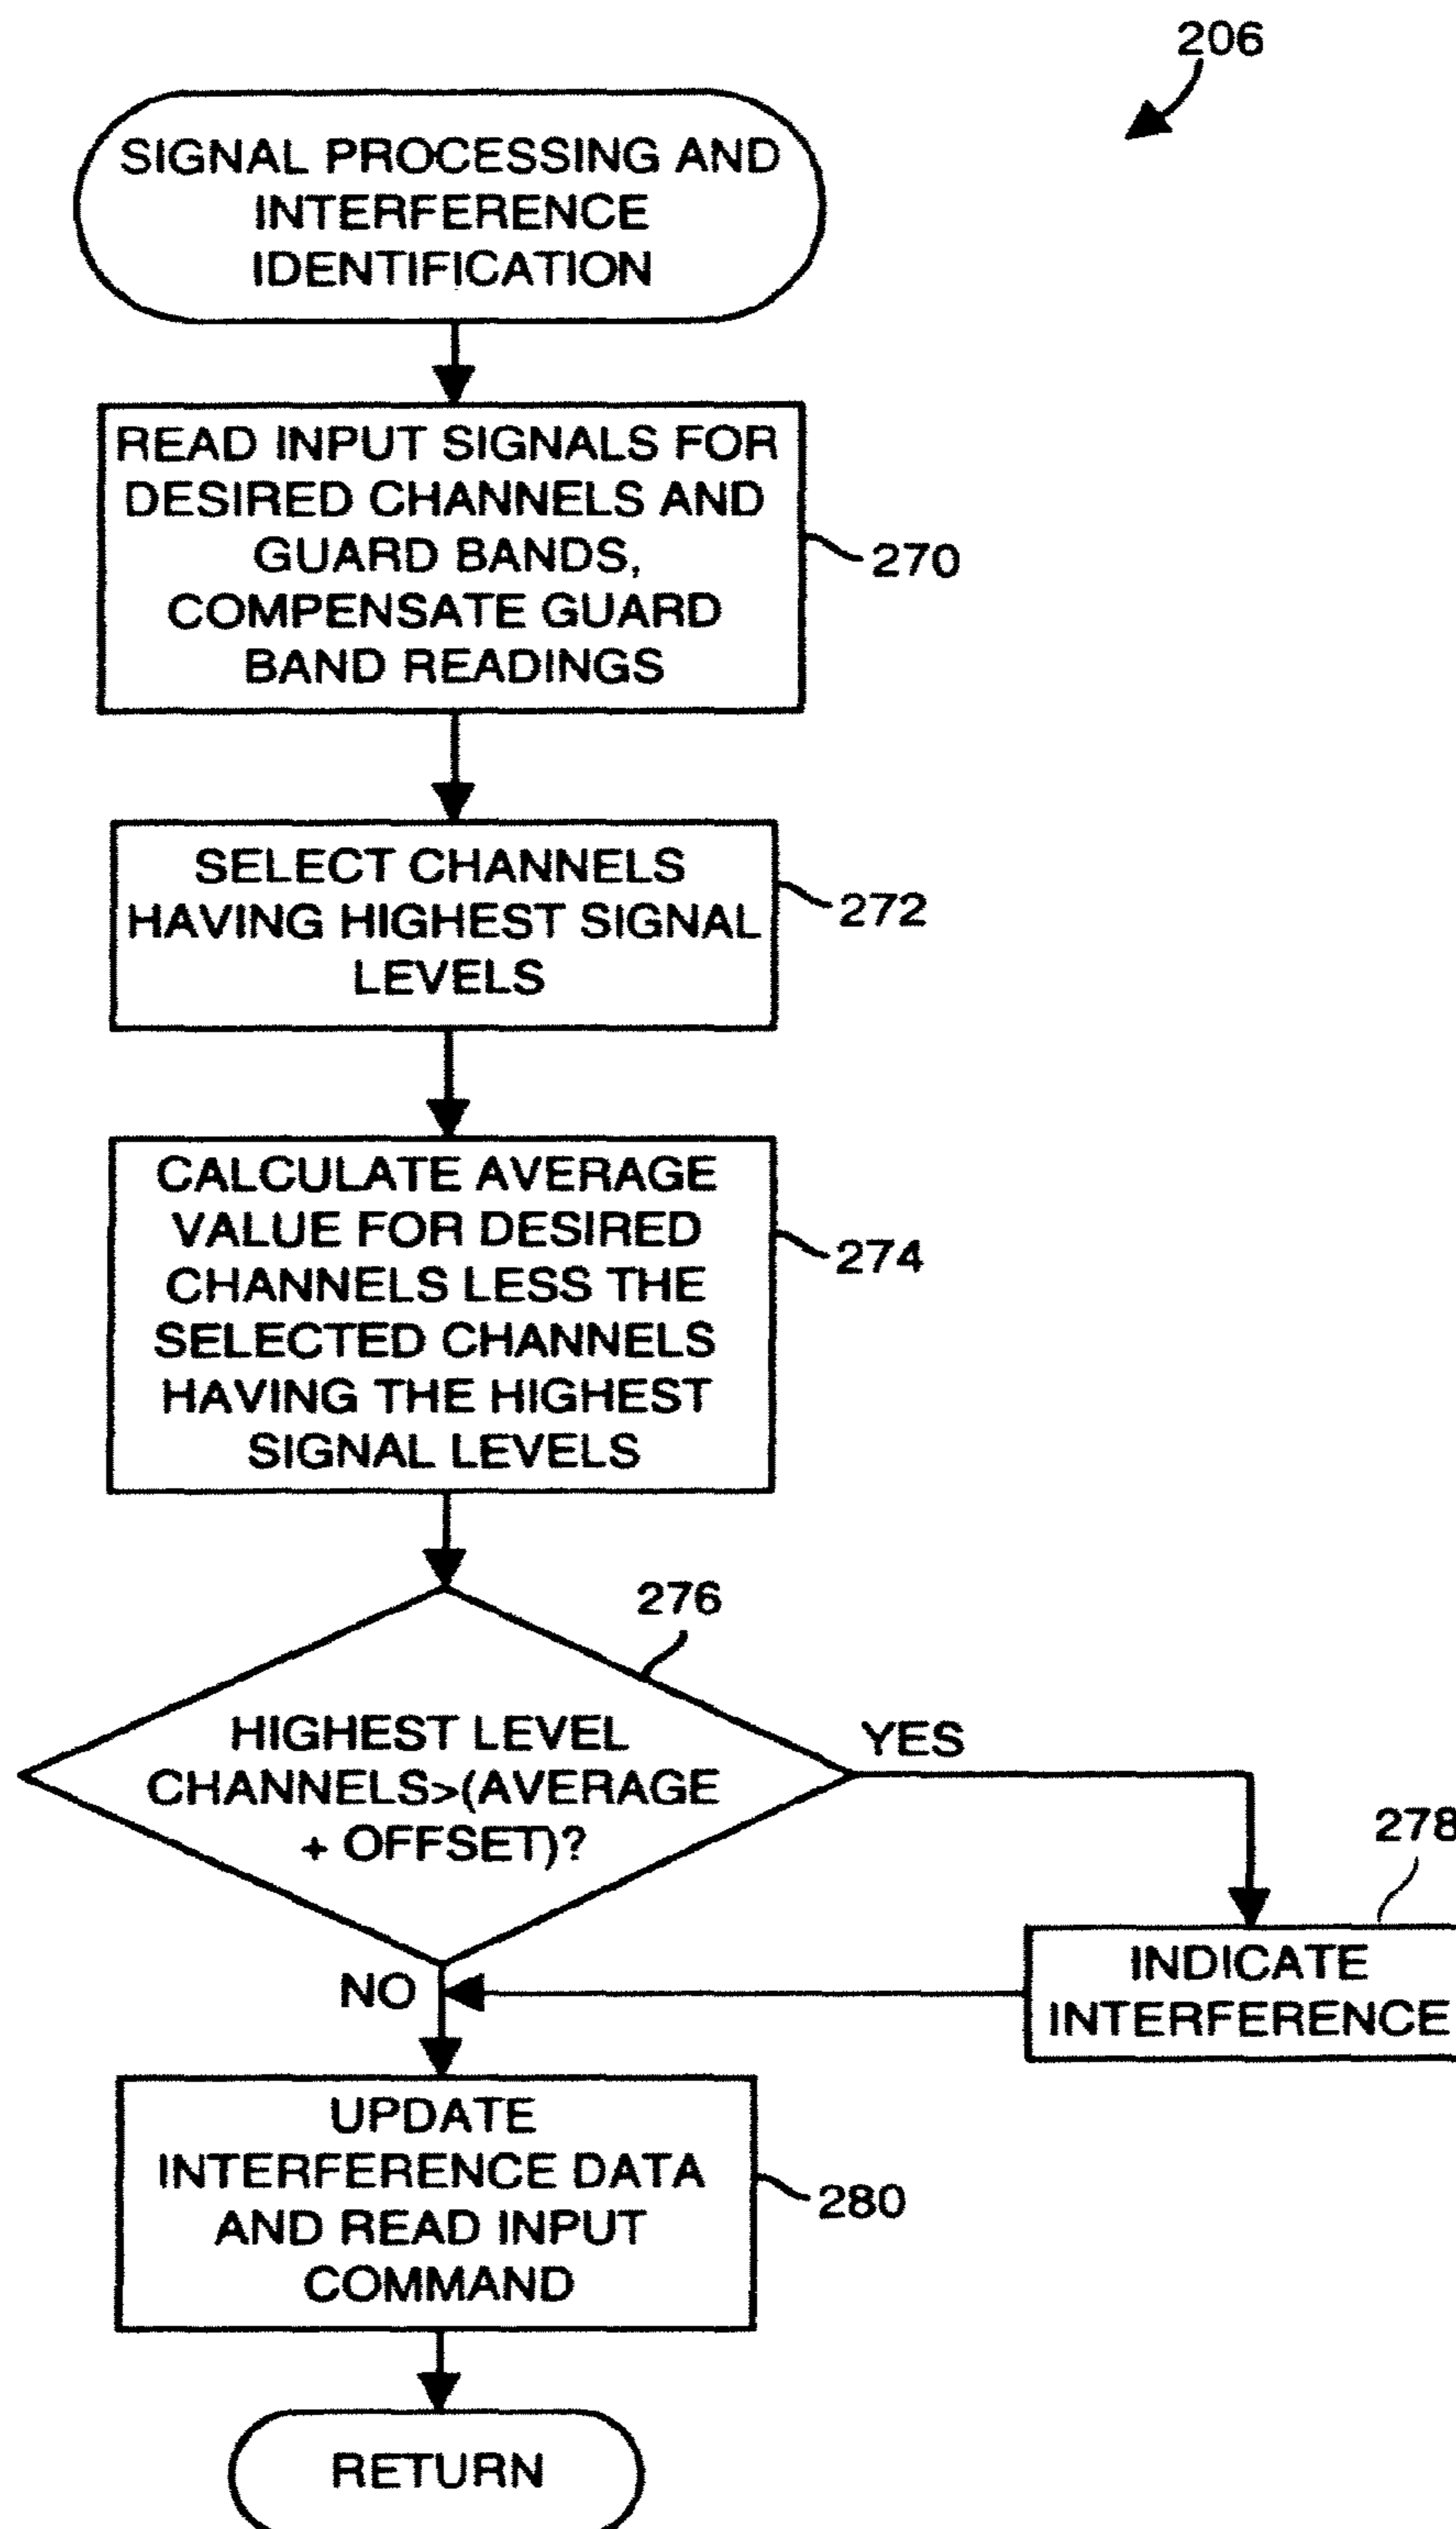 206
SIGNAL PROCESSING AND
INTERFERENCE
IDENTIFICATION
READ INPUT SIGNALS FOR
DESIRED CHANNELS AND
GUARD BANDS,
COMPENSATE GUARD
BAND READINGS
270
SELECT CHANNELS
HAVING HIGHEST SIGNAL
LEVELS
272
CALCULATE AVERAGE
VALUE FOR DESIRED
CHANNELS LESS THE
SELECTED CHANNELS
HAVING THE HIGHEST
SIGNAL LEVELS
274
276
HIGHEST LEVEL
CHANNELS>(AVERAGE
+ OFFSET)?
YES
278
INDICATE
INTERFERENCE
NO
UPDATE
INTERFERENCE DATA
AND READ INPUT
COMMAND
280
RETURN